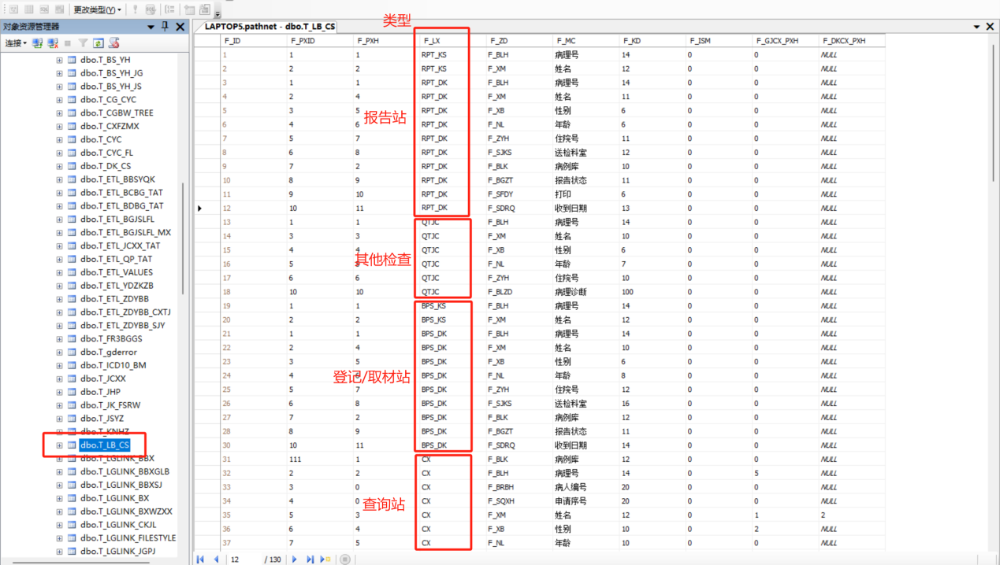 更改类型(Y)
对象资源管理器
连接
dbo.T_BS_YH
dbo.T_BS_YH_JG
dbo.T_BS_YH_JS
dbo.T_CG_CYC
dbo.T_CGBW_TREE
dbo.T_CXFZMX
dbo.T_CYC
dbo.T_CYC_FL
dbo.T_DK_CS
dbo.T_ETL_BBSYQK
dbo.T_ETL_BCBG_TAT
dbo.T_ETL_BDBG_TAT
dbo.T_ETL_BGJSLFL
dbo.T_ETL_BGJSLFL_MX
dbo.T_ETL_JCXX_TAT
dbo.T_ETL_QP_TAT
dbo.T_ETL_VALUES
dbo.T_ETL_YDZKZB
dbo.T_ETL_ZDYBB
dbo.T_ETL_ZDYBB_CXTJ
dbo.T_ETL_ZDYBB_SJY
dbo.T_FR3BGGS
dbo.T_gderror
dbo.T_ICD10_BM
dbo.T_JCXX
dbo.T_JHP
dbo.T_JK_FSRW
dbo.T_JSYZ
dbo.T_KNHZ
dbo.T_LB_CS
dbo.T_LGLINK_BBX
dbo.T_LGLINK_BBXGLB
dbo.T_LGLINK_BBXSJ
dbo.T_LGLINK_BX
dbo.T_LGLINK_BXWZXX
dbo.T_LGLINK_CKJL
dbo.T_LGLINK_FILESTYLE
dbo.T_LGLINK_JGPJ
类型
LAPTOP5.pathnet - dbo.T_LB_CS
F_ID F_PXID F_PXH F_LX F_ZD F_MC F_KD F_ISM F_GJCX_PXH F_DKCX_PXH
1 1 1 RPT_KS F_BLH 病理号 14 0 0 NULL
2 2 2 RPT_KS F_XM 姓名 12 0 0 NULL
3 1 1 RPT_DK F_BLH 病理号 14 0 0 NULL
4 2 4 RPT_DK F_XM 姓名 11 0 0 NULL
5 3 5 RPT_DK F_XB 性别 6 0 0 NULL
报告站
6 4 6 RPT_DK F_NL 年龄 6 0 0 NULL
7 5 7 RPT_DK F_ZYH 住院号 11 0 0 NULL
8 6 8 RPT_DK F_SJKS 送检科室 12 0 0 NULL
9 7 2 RPT_DK F_BLK 病例库 10 0 0 NULL
10 8 9 RPT_DK F_BGZT 报告状态 11 0 0 NULL
11 9 10 RPT_DK F_SFDY 打印 6 0 0 NULL
12 10 11 RPT_DK F_SDRQ 收到日期 13 0 0 NULL
13 1 1 QTJC F_BLH 病理号 14 0 0 NULL
14 3 3 QTJC F_XM 姓名 10 0 0 NULL
15 4 4 QTJC F_XB 性别 6 0 0 NULL
其他检查
16 5 QTJC F_NL 年龄 7 0 0 NULL
17 6 6 QTJC F_ZYH 住院号 10 0 0 NULL
18 10 10 QTJC F_BLZD 病理诊断 100 0 0 NULL
19 1 1 BPS_KS F_BLH 病理号 14 0 0 NULL
20 2 2 BPS_KS F_XM 姓名 12 0 0 NULL
21 1 1 BPS_DK F_BLH 病理号 14 0 0 NULL
22 2 4 BPS_DK F_XM 姓名 10 0 0 NULL
23 3 5 BPS_DK F_XB 性别 6 0 0 NULL
登记/取材站
24 4 6 BPS_DK F_NL 年龄 8 0 0 NULL
25 5 7 BPS_DK F_ZYH 住院号 12 0 0 NULL
26 6 8 BPS_DK F_SJKS 送检科室 16 0 0 NULL
27 7 2 BPS_DK F_BLK 病例库 12 0 0 NULL
28 8 9 BPS_DK F_BGZT 报告状态 11 0 0 NULL
30 10 11 BPS_DK F_SDRQ 收到日期 14 0 0 NULL
31 111 1 CX F_BLK 病例库 12 0 0 NULL
32 2 2 CX F_BLH 病理号 14 0 5 NULL
33 3 0 CX F_BRBH 病人编号 20 0 0 NULL
34 4 0 CX F_SQXH 申请序号 20 0 0 NULL
查询站
35 5 3 CX F_XM 姓名 12 0 1 2
36 6 4 CX F_XB 性别 10 0 2 NULL
37 7 5 CX F_NL 年龄 10 0 0 NULL
12 / 130